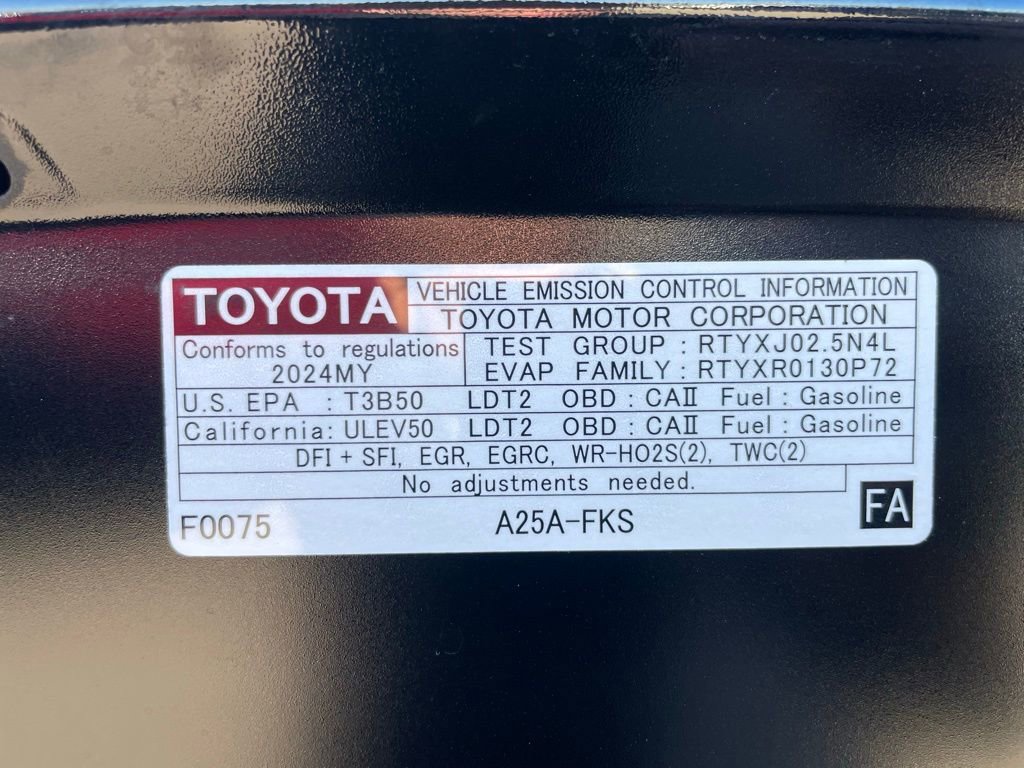 TOYOTA VEHICLE EMISSION CONTROL INFORMATION
TOYOTA MOTOR CORPORATION
Conforms to regulations
2024MY
TEST GROUP : RTYXJ02.5N4L
EVAP FAMILY : RTYXR0130P72
U.S. EPA : T3B50 LDT2 OBD : CAⅡ Fuel : Gasoline
California: ULEV50 LDT2 OBD : CAⅡ Fuel : Gasoline
DFI + SFI, EGR, EGRC, WR-HO2S(2), TWC(2)
No adjustments needed.
F0075 A25A-FKS FA